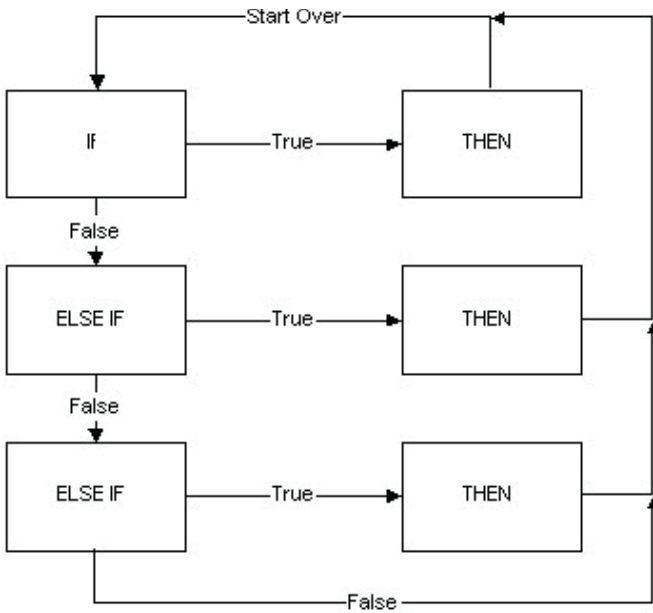 Start Over
IF
True
THEN
False
ELSE IF
True
THEN
False
ELSE IF
True
THEN
False